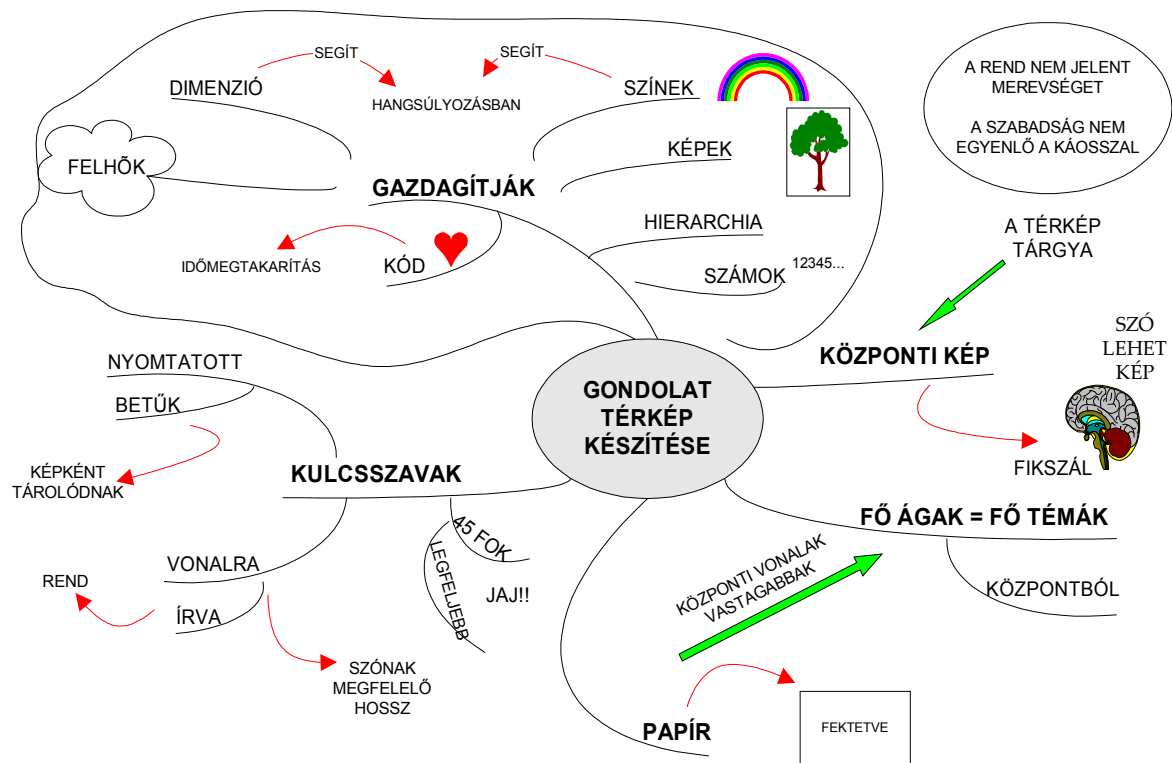 SEGÍT
SEGÍT
DIMENZIÓ
HANGSÚLYOZÁSBAN
SZÍNEK
FELHÕK
KÉPEK
GAZDAGÍTJÁK
HIERARCHIA
IDŐMEGTAKARÍTÁS
KÓD
SZÁMOK
12345...
A REND NEM JELENT
MEREVSÉGET
A SZABADSÁG NEM
EGYENLŐ A KÁOSSZAL
A TÉRKÉP
TÁRGYA
KÖZPONTI KÉP
SZÓ
LEHET
KÉP
FIKSZÁL
GONDOLAT
TÉRKÉP
KÉSZÍTÉSE
NYOMTATOTT
BETŰK
KÉPKÉNT
TÁROLÓDNAK
KULCSSZAVAK
VONALRA
ÍRVA
REND
SZÓNAK
MEGFELELŐ
HOSSZ
45 FOK
LEGFELJEBB
JAJ!!
FŐ ÁGAK = FŐ TÉMÁK
KÖZPONTBÓL
KÖZPONTI VONALAK
VASTAGABBAK
PAPÍR
FEKTETVE